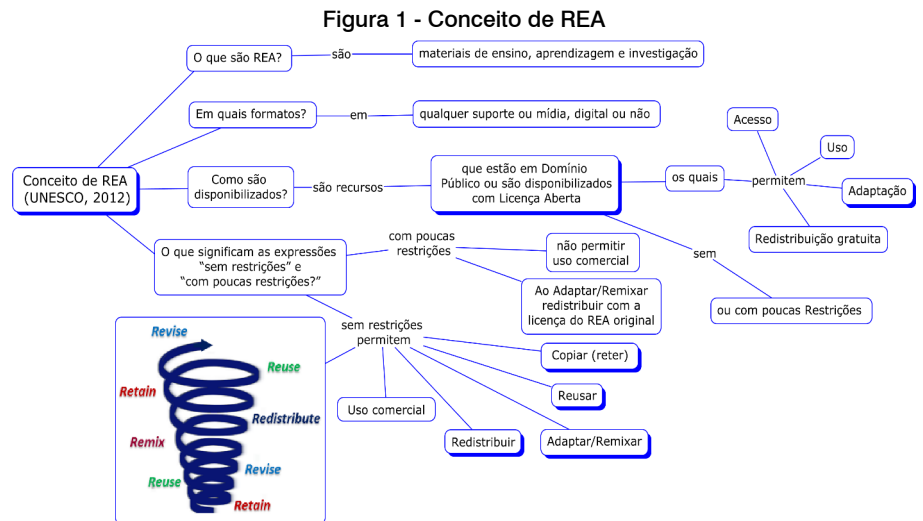 Figura 1 - Conceito de REA
O que são REA?
são
materiais de ensino, aprendizagem e investigação
Em quais formatos?
em
qualquer suporte ou mídia, digital ou não
Acesso
Uso
Conceito de REA
(UNESCO, 2012)
Como são
disponibilizados?
são recursos
que estão em Domínio
Público ou são disponibilizados
com Licença Aberta
os quais
permitem
Adaptação
Redistribuição gratuita
O que significam as expressões
“sem restrições” e
“com poucas restrições?”
com poucas
restrições
não permitir
uso comercial
sem
Ao Adaptar/Remixar
redistribuir com a
licença do REA original
ou com poucas Restrições
sem restrições
permitem
Copiar (reter)
Reusar
Uso comercial
Redistribuir
Adaptar/Remixar
Revise
Reuse
Retain
Redistribute
Remix
Revise
Reuse
Retain